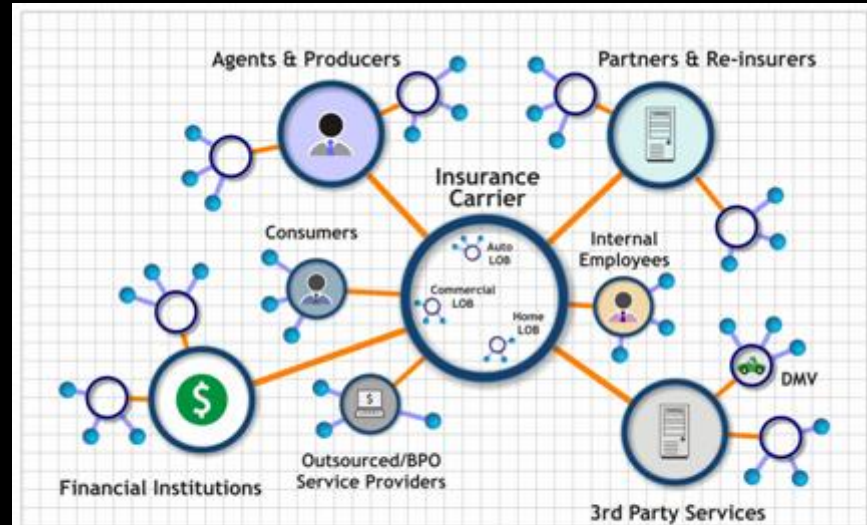 Agents & Producers
Partners & Re-insurers
Insurance
Carrier
Consumers
Auto
LOB
Internal
Employees
Commercial
LOB
Home
LOB
$
DMV
$
Outsourced/BPO
Service Providers
Financial Institutions
3rd Party Services